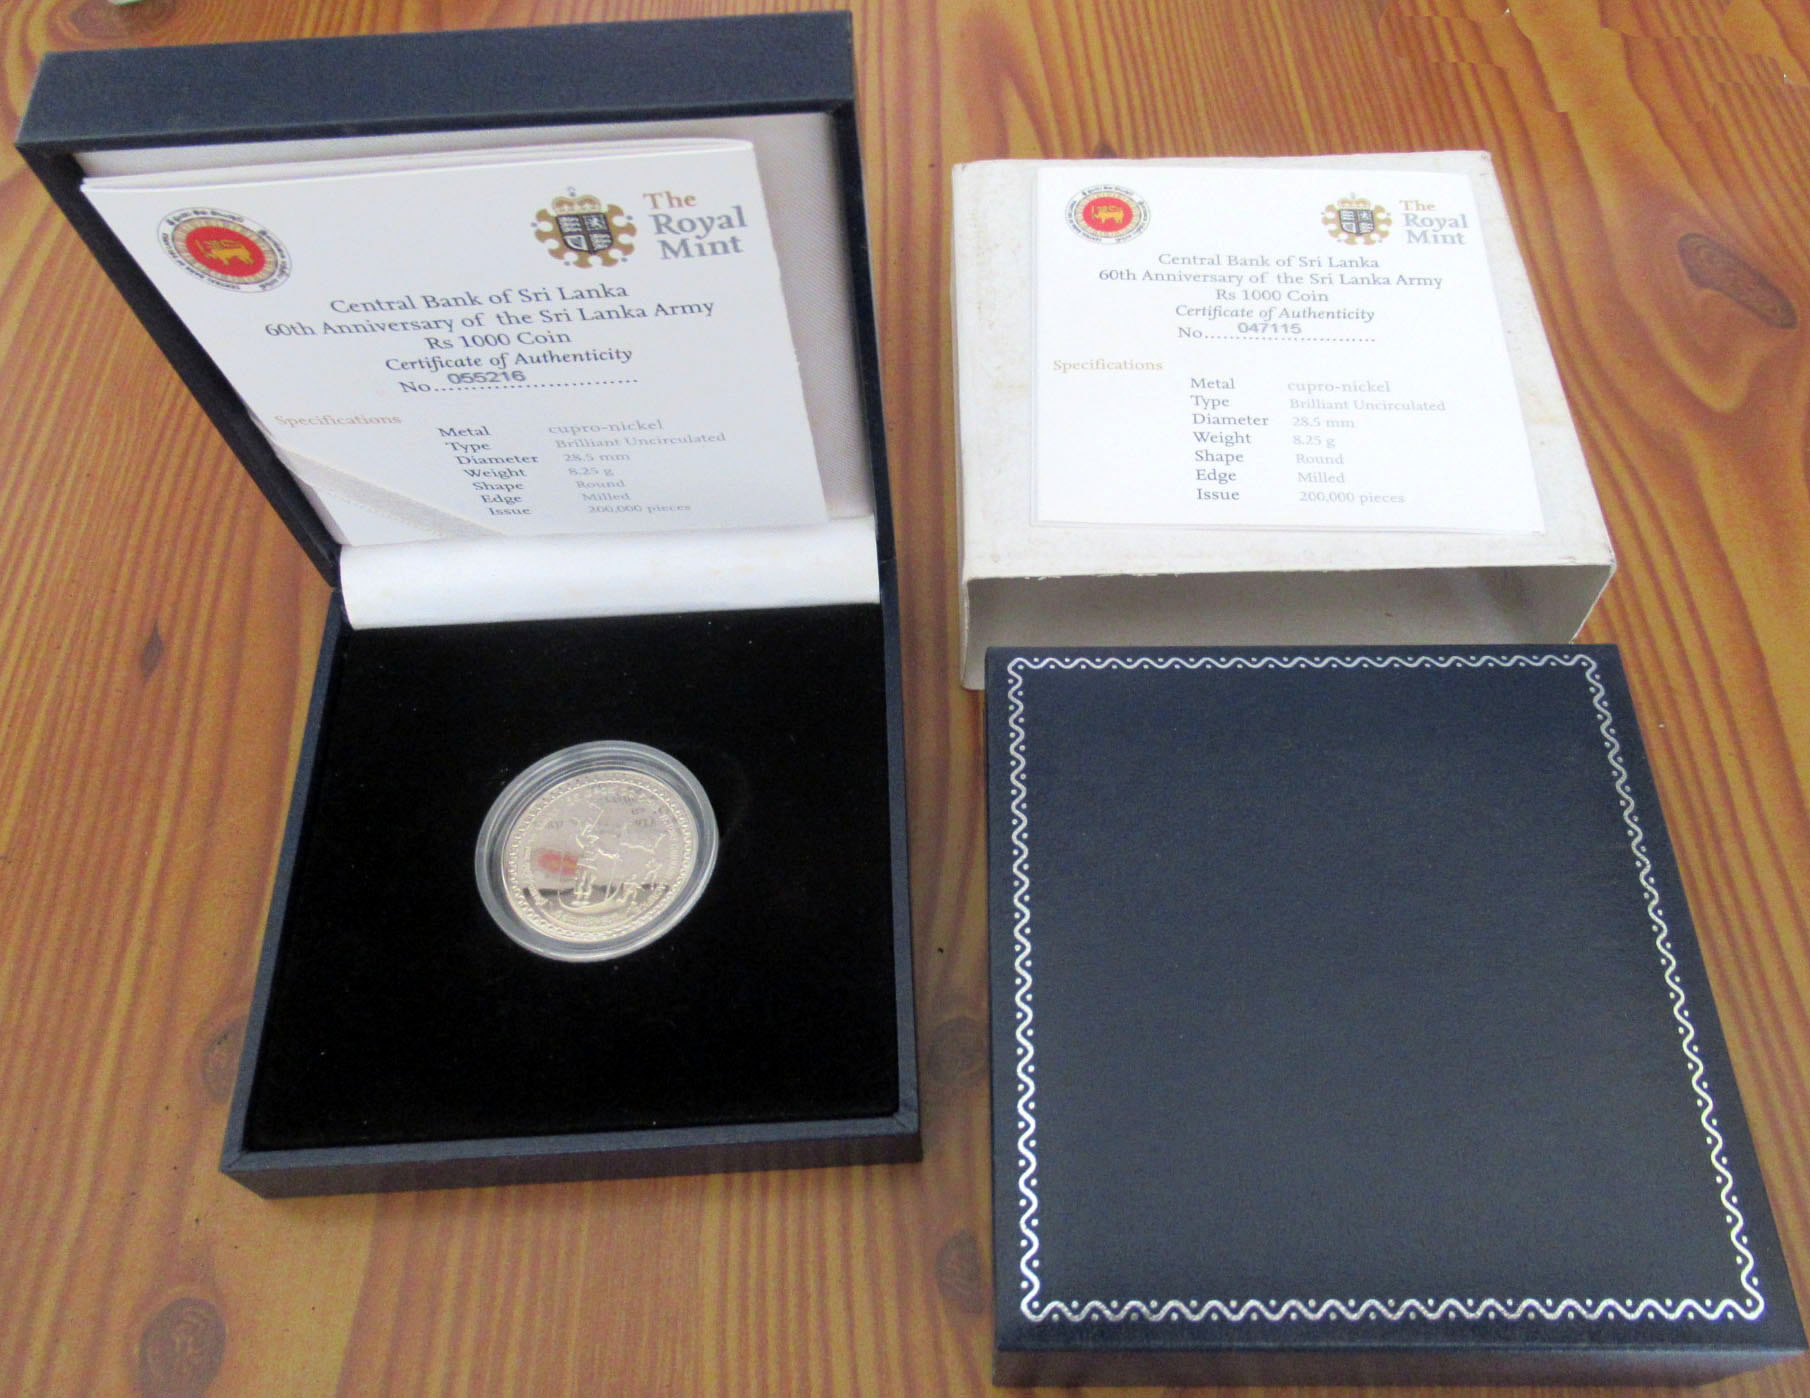 The
Royal
Mint
Central Bank of Sri Lanka
60th Anniversary of the Sri Lanka Army
Rs 1000 Coin
Certificate of Authenticity
No....055216............................
Specifications
Metal cupro-nickel
Type Brilliant Uncirculated
Diameter 28.5 mm
Weight 8.25 g
Shape Round
Edge Milled
Issue 200,000 pieces
The
Royal
Mint
Central Bank of Sri Lanka
60th Anniversary of the Sri Lanka Army
Rs 1000 Coin
Certificate of Authenticity
No......047115............................
Specifications
Metal cupro-nickel
Type Brilliant Uncirculated
Diameter 28.5 mm
Weight 8.25 g
Shape Round
Edge Milled
Issue 200,000 pieces